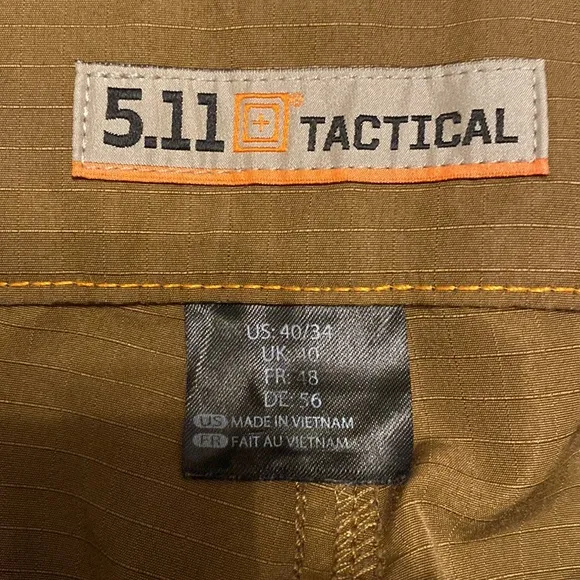 5.11® TACTICAL
US: 40/34
UK: 40
FR: 48
DE: 56
US MADE IN VIETNAM
FR FAIT AU VIETNAM